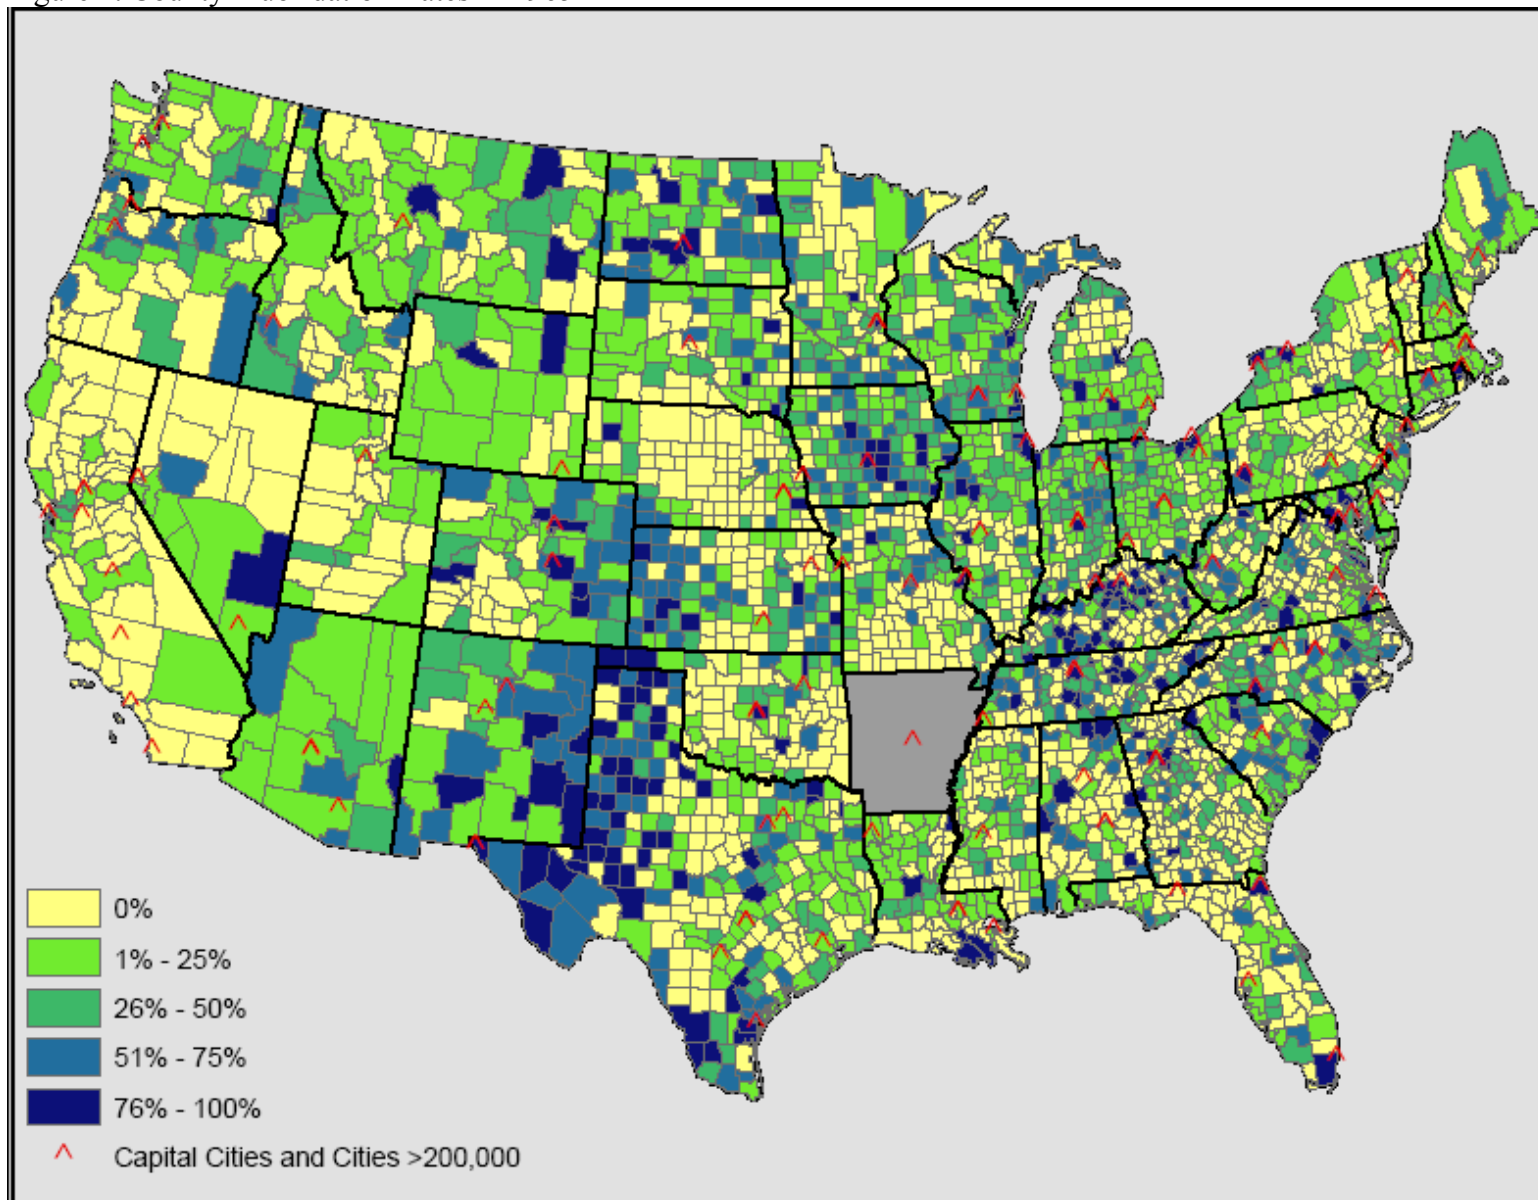 0%
1% - 25%
26% - 50%
51% - 75%
76% - 100%
Capital Cities and Cities >200,000